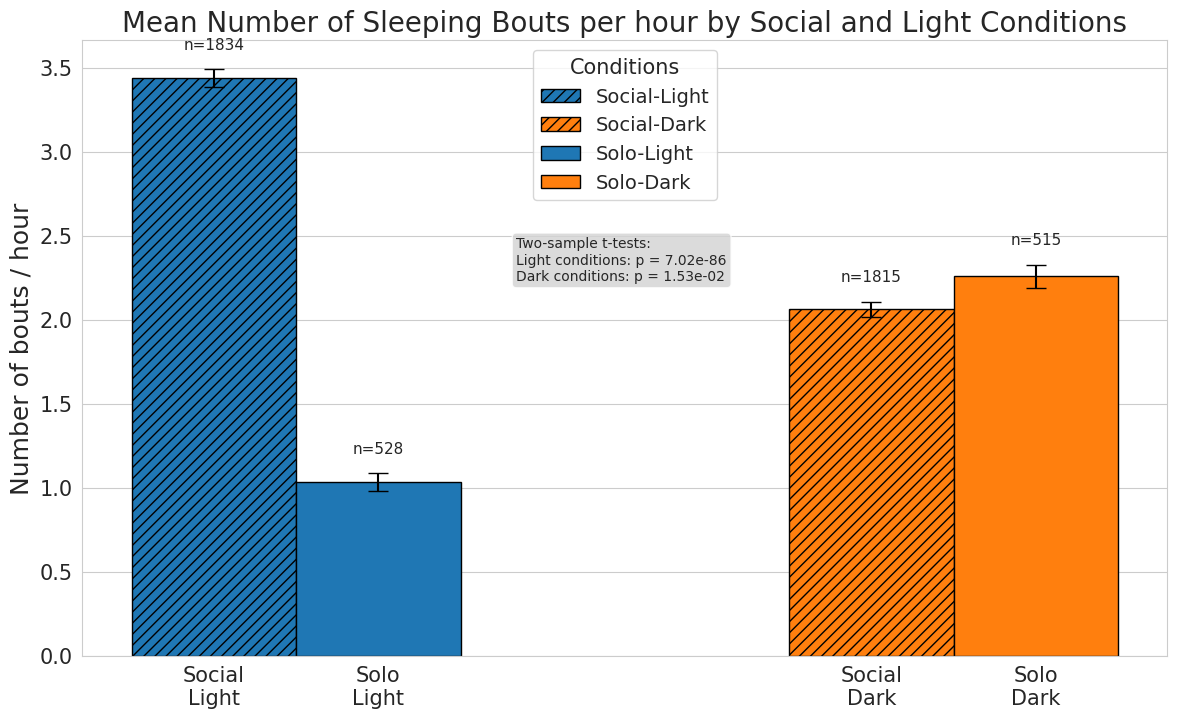 Mean Number of Sleeping Bouts per hour by Social and Light Conditions
Number of bouts / hour
3.5
3.0
2.5
2.0
1.5
1.0
0.5
0.0
n=1834
n=528
n=1815
n=515
Conditions
Social-Light
Social-Dark
Solo-Light
Solo-Dark
Two-sample t-tests:
Light conditions: p = 7.02e-86
Dark conditions: p = 1.53e-02
Social
Light
Solo
Light
Social
Dark
Solo
Dark